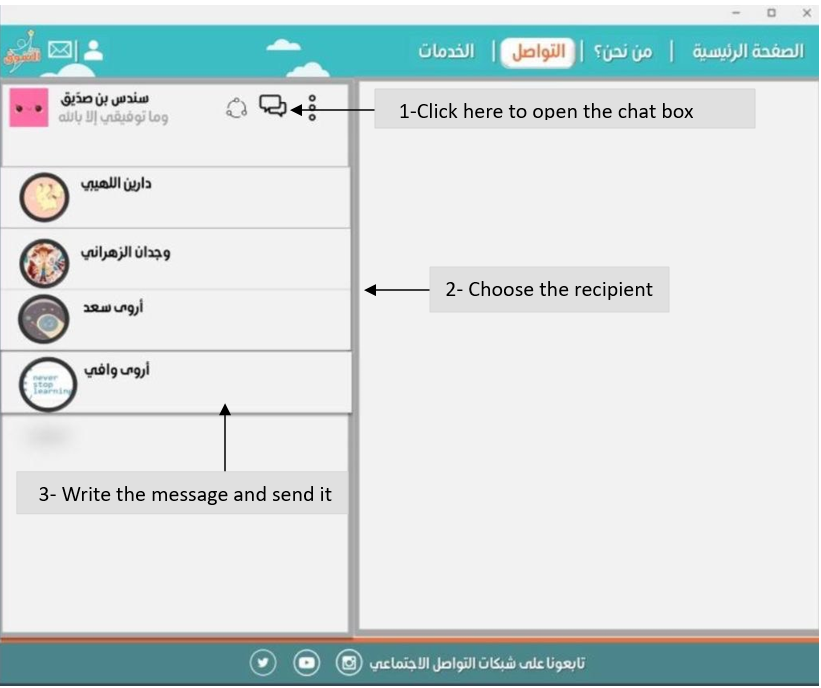 الصفحة الرئيسية | من نحن؟ | التواصل | الخدمات
سندس بن صدّيق
وما توفيقي إلا بالله
1-Click here to open the chat box
دارين اللهيبي
وجدان الزهراني
2- Choose the recipient
أروى سعد
أروى وافي
never
stop
learning
3- Write the message and send it
تابعونا على شبكات التواصل الاجتماعي